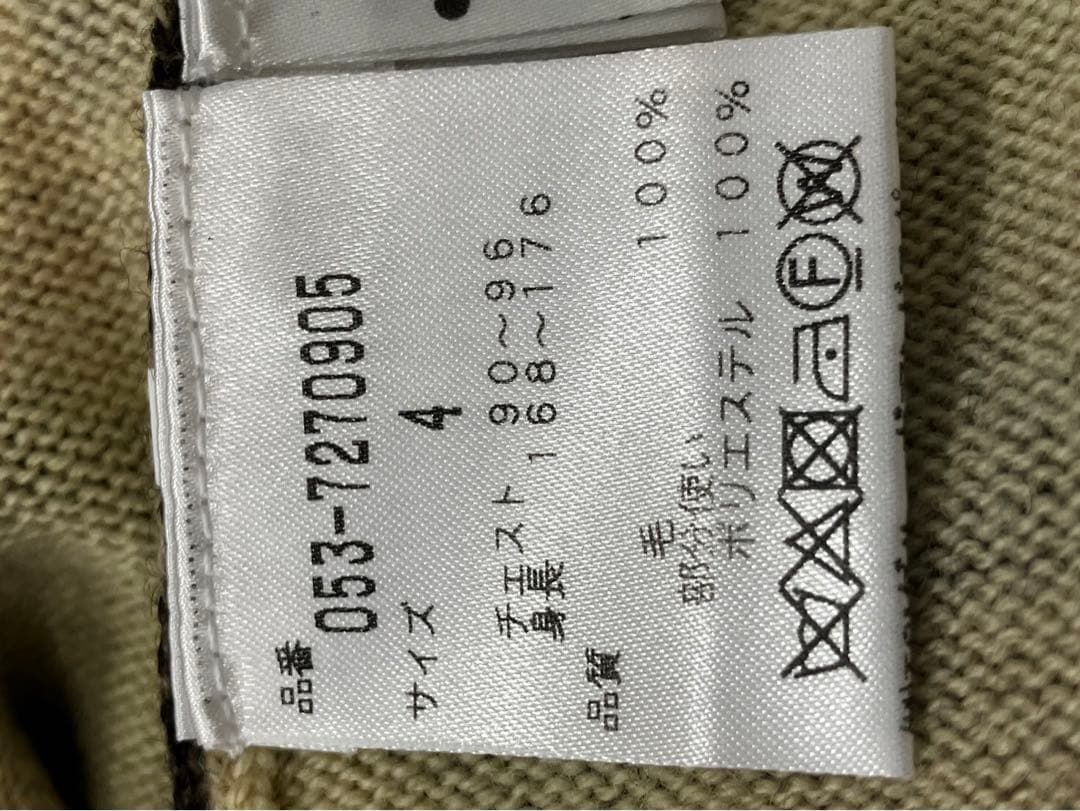 品番
053-7270905
サイズ 4
チェスト 90～96
身長 168～176
品質
毛 100%
部分使い
ポリエステル 100%